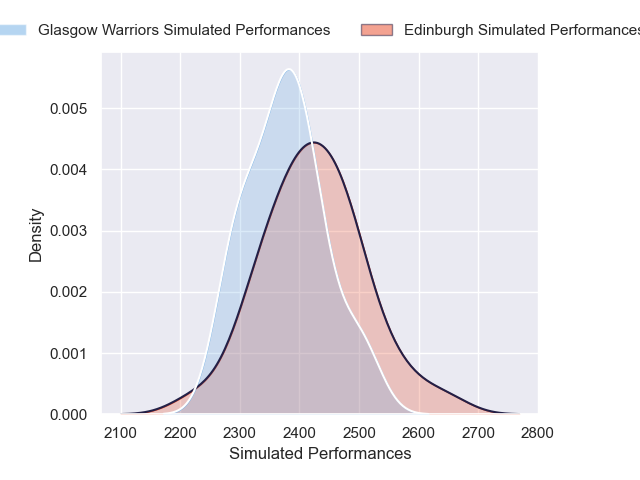 Glasgow Warriors Simulated Performances
Edinburgh Simulated Performances
0.005
0.004
0.003
0.002
0.001
0.000
Density
2100 2200 2300 2400 2500 2600 2700 2800
Simulated Performances